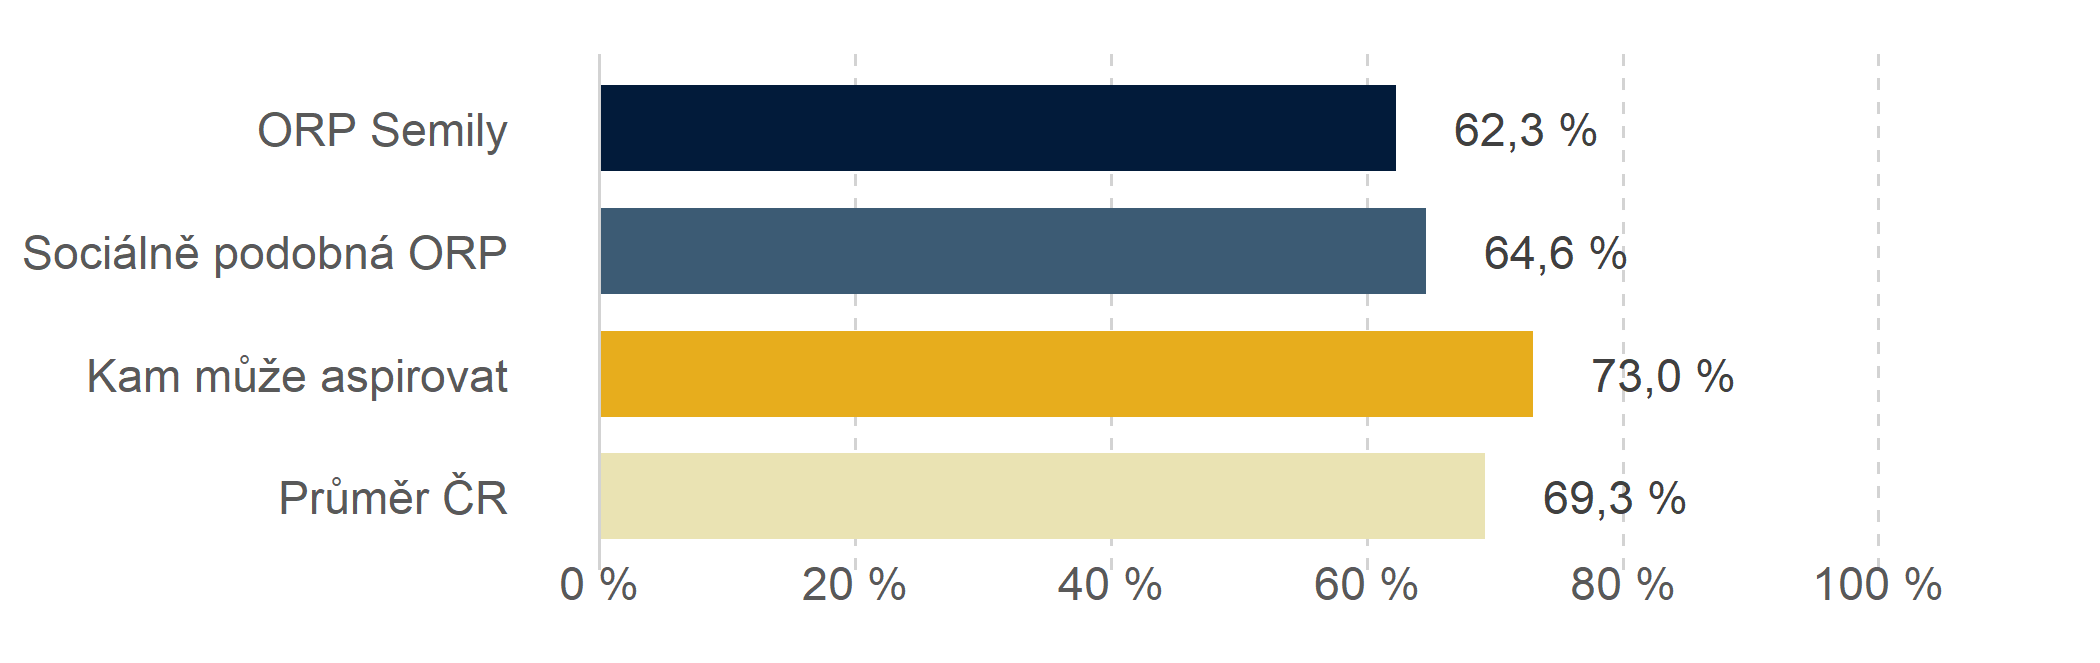 ORP Semily
62,3 %
Sociálně podobná ORP
64,6 %
Kam může aspirovat
73,0 %
Průměr ČR
69,3 %
0 % 20 % 40 % 60 % 80 % 100 %